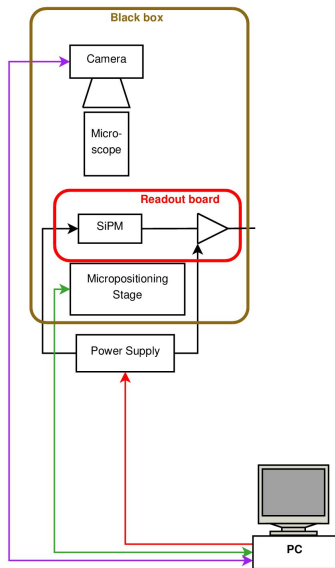 Black box
Camera
Micro-
scope
Readout board
SiPM
Micropositioning
Stage
Power Supply
PC